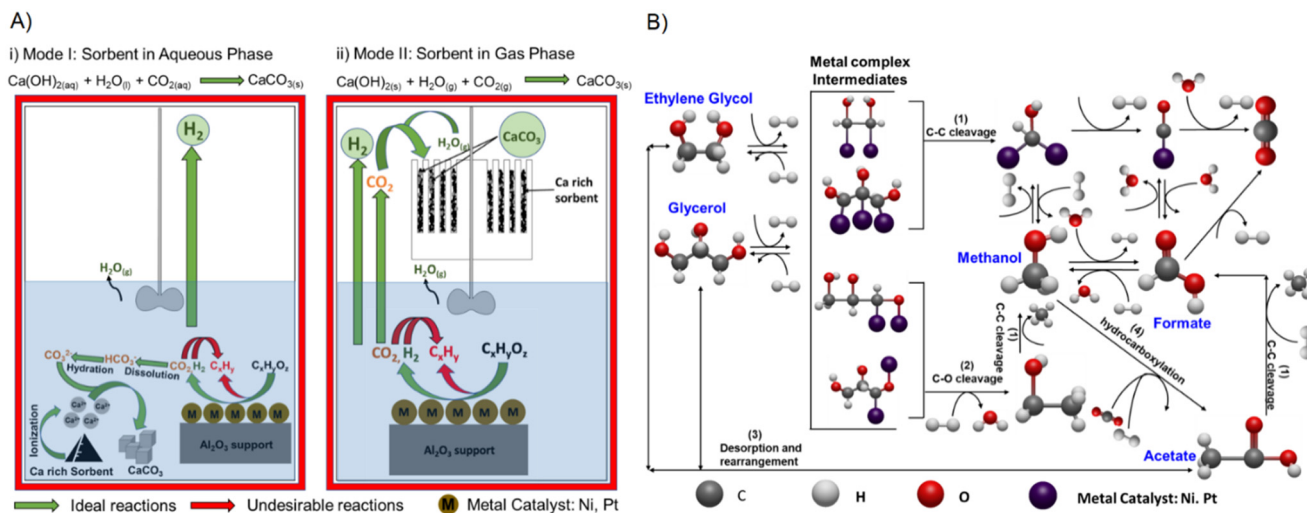 A)
i) Mode I: Sorbent in Aqueous Phase
Ca(OH)2(aq) + H2O(l) + CO2(aq) CaCO3(s)
H2
H2O(g)
CO3 2- HCO3- CO2, H2 CxHy CxHyOz
Hydration Dissolution
Ionization
Ca2+ Ca2+
Ca2+ Ca2+
Ca rich Sorbent
CaCO3
M M M M M
Al2O3 support
ii) Mode II: Sorbent in Gas Phase
Ca(OH)2(s) + H2O(g) + CO2(g) CaCO3(s)
H2
CO2
H2O(g)
CaCO3
Ca rich
sorbent
H2O(g)
CO2, H2 CxHy CxHyOz
M M M M M
Al2O3 support
Ideal reactions
Undesirable reactions
M Metal Catalyst: Ni, Pt
B)
Metal complex
Intermediates
Ethylene Glycol
Glycerol
(1)
C-C cleavage
Methanol
Formate
(1)
C-C cleavage
(4)
hydrocarboxylation
(1)
C-C cleavage
(2)
C-O cleavage
(3)
Desorption and
rearrangement
Acetate
C
H
O
Metal Catalyst: Ni. Pt